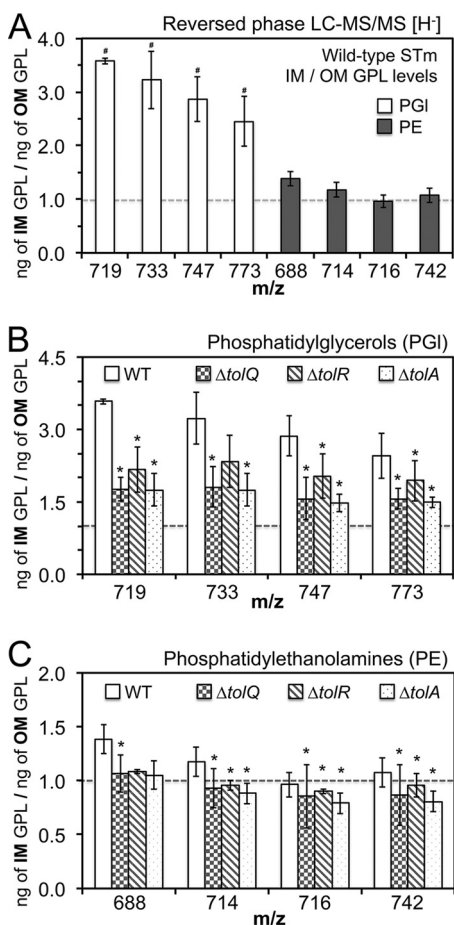 A
Reversed phase LC-MS/MS [H-]
ng of IM GPL / ng of OM GPL
4.0
3.0
2.0
1.0
0.0
# # # #
Wild-type STm
IM / OM GPL levels
PGl
PE
719 733 747 773 688 714 716 742
m/z
B
Phosphatidylglycerols (PGl)
ng of IM GPL / ng of OM GPL
4.5
3.0
1.5
0.0
WT ΔtolQ ΔtolR ΔtolA
* * * * * * * * * *
719 733 747 773
m/z
C
Phosphatidylethanolamines (PE)
ng of IM GPL / ng of OM GPL
2.0
1.5
1.0
0.5
0.0
WT ΔtolQ ΔtolR ΔtolA
* * * * * * * * * *
688 714 716 742
m/z